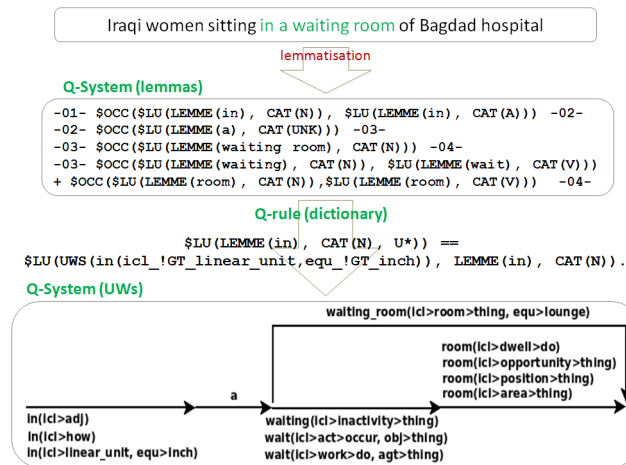 Iraqi women sitting in a waiting room of Bagdad hospital
lemmatisation
Q-System (lemmas)
-01- $OCC($LU(LEMME(in), CAT(N)), $LU(LEMME(in), CAT(A))) -02-
-02- $OCC($LU(LEMME(a), CAT(UNK))) -03-
-03- $OCC($LU(LEMME(waiting room), CAT(N))) -04-
-03- $OCC($LU(LEMME(waiting), CAT(N)), $LU(LEMME(wait), CAT(V)))
+ $OCC($LU(LEMME(room), CAT(N)),$LU(LEMME(room), CAT(V))) -04-
Q-rule (dictionary)
$LU(LEMME(in), CAT(N), U*)) ==
$LU(UWS(in(icl_!GT_linear_unit,equ_!GT_inch)), LEMME(in), CAT(N)).
Q-System (UWs)
waiting_room(icl>room>thing, equ>lounge)
room(icl>dwell>do)
room(icl>opportunity>thing)
room(icl>position>thing)
room(icl>area>thing)
a
in(icl>adj)
in(icl>how)
in(icl>linear_unit, equ>inch)
waiting(icl>inactivity>thing)
wait(icl>act>occur, obj>thing)
wait(icl>work>do, agt>thing)